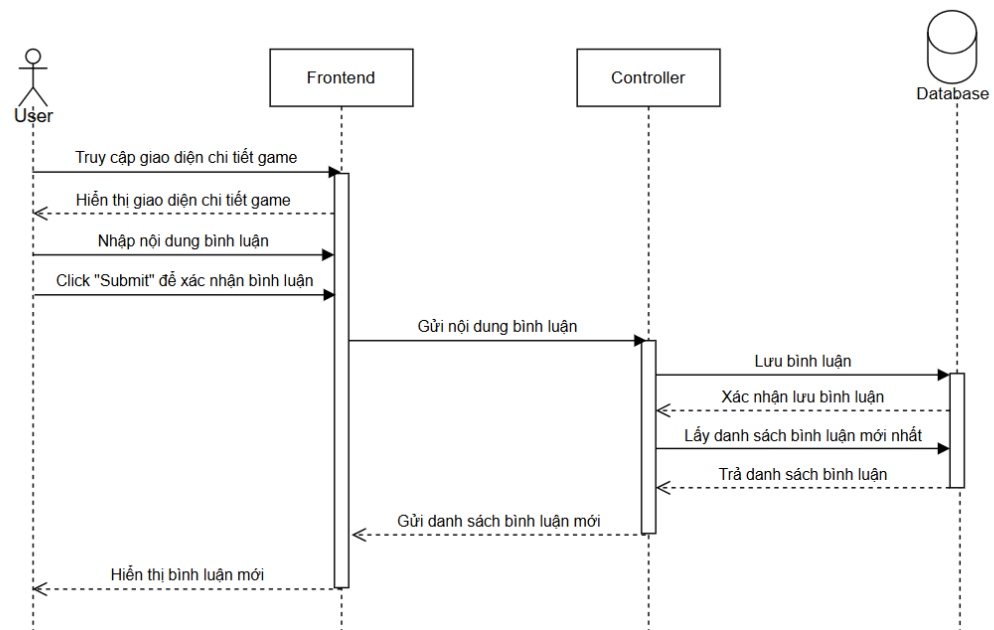 Frontend
Controller
User
Database
Truy cập giao diện chi tiết game
Hiển thị giao diện chi tiết game
Nhập nội dung bình luận
Click "Submit" để xác nhận bình luận
Gửi nội dung bình luận
Lưu bình luận
Xác nhận lưu bình luận
Lấy danh sách bình luận mới nhất
Trả danh sách bình luận
Gửi danh sách bình luận mới
Hiển thị bình luận mới